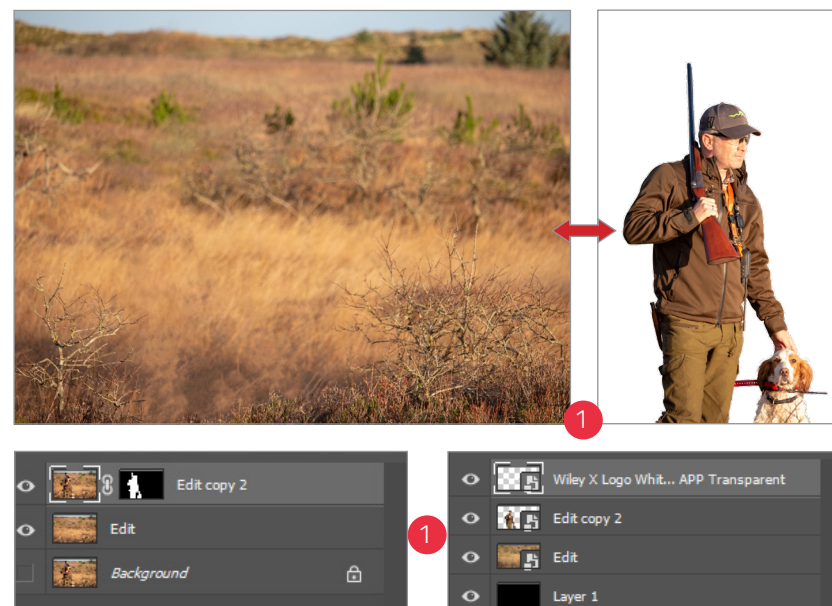 1
Edit copy 2
Edit
Background
1
Wiley X Logo Whit... APP Transparent
Edit copy 2
Edit
Layer 1